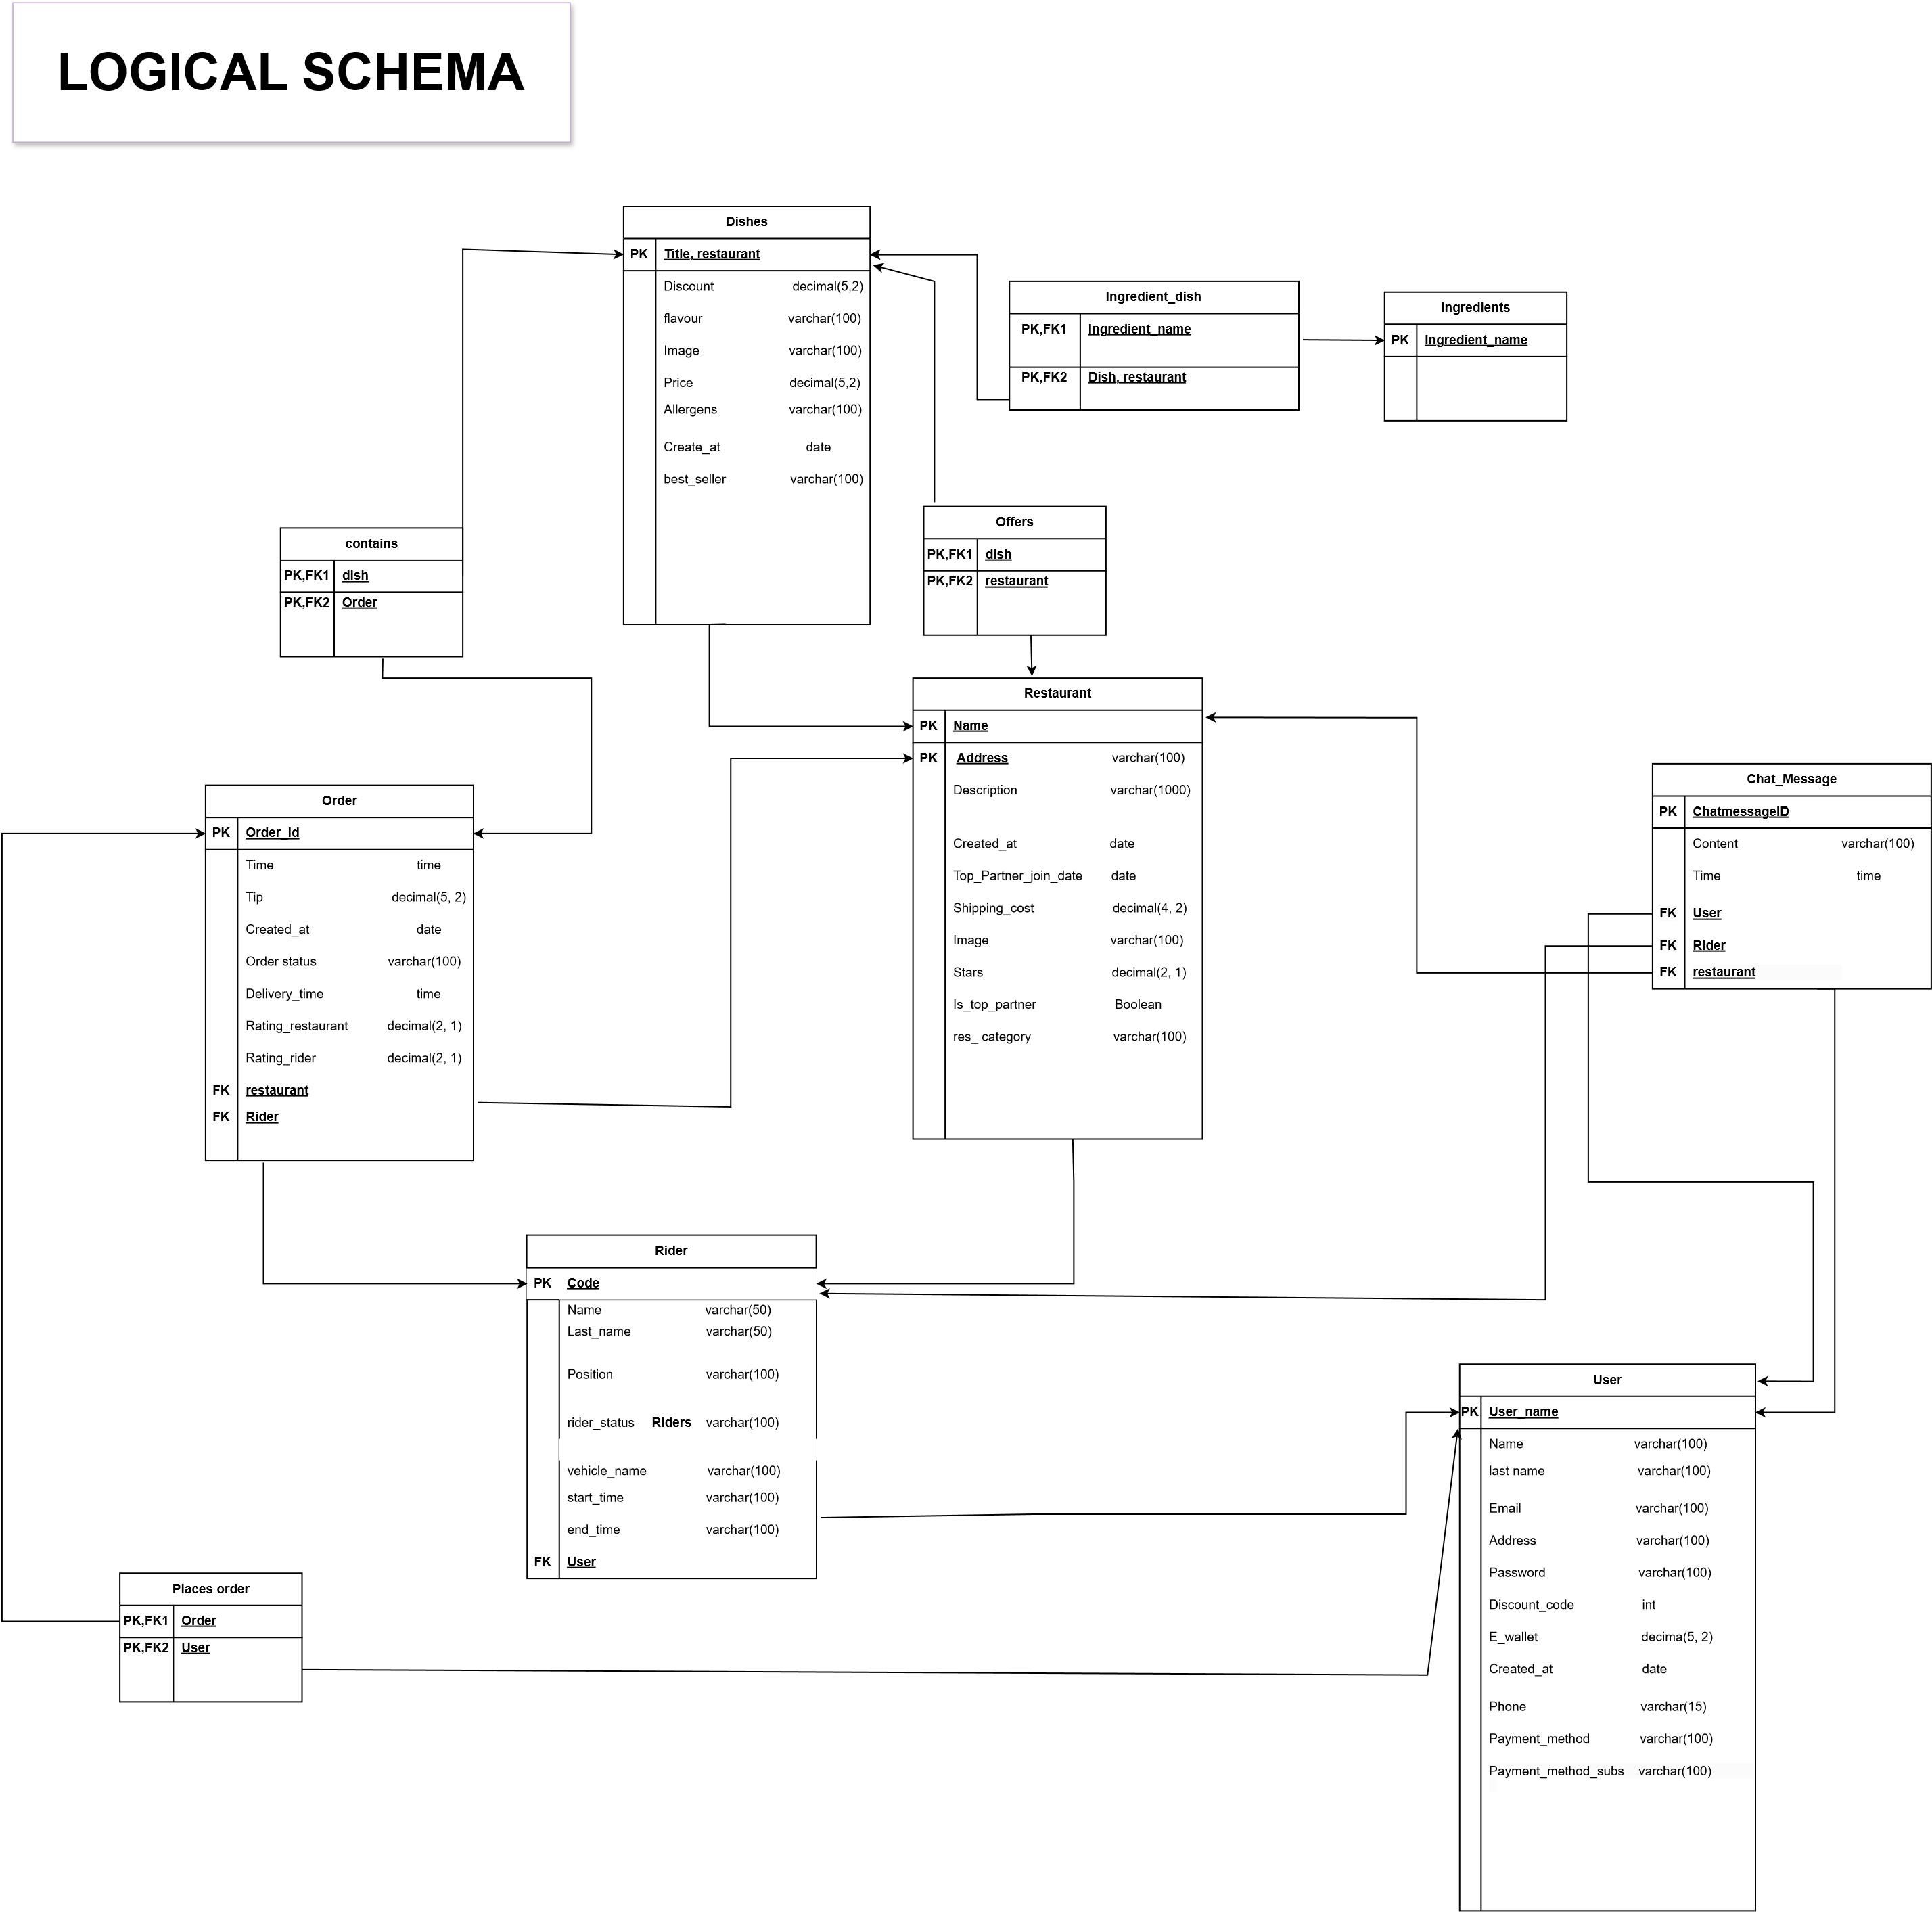 LOGICAL SCHEMA
Dishes
PK Title, restaurant
Discount decimal(5,2)
flavour varchar(100)
Image varchar(100)
Price decimal(5,2)
Allergens varchar(100)
Create_at date
best_seller varchar(100)
Ingredient_dish
PK,FK1 Ingredient_name
PK,FK2 Dish, restaurant
Ingredients
PK Ingredient_name
contains
PK,FK1 dish
PK,FK2 Order
Offers
PK,FK1 dish
PK,FK2 restaurant
Restaurant
PK Name
PK Address varchar(100)
Description varchar(1000)
Created_at date
Top_Partner_join_date date
Shipping_cost decimal(4, 2)
Image varchar(100)
Stars decimal(2, 1)
Is_top_partner Boolean
res_ category varchar(100)
Chat_Message
PK ChatmessageID
Content varchar(100)
Time time
FK User
FK Rider
FK restaurant
Order
PK Order_id
Time time
Tip decimal(5, 2)
Created_at date
Order status varchar(100)
Delivery_time time
Rating_restaurant decimal(2, 1)
Rating_rider decimal(2, 1)
FK restaurant
FK Rider
Rider
PK Code
Name varchar(50)
Last_name varchar(50)
Position varchar(100)
rider_status Riders varchar(100)
vehicle_name varchar(100)
start_time varchar(100)
end_time varchar(100)
FK User
User
PK User_name
Name varchar(100)
last name varchar(100)
Email varchar(100)
Address varchar(100)
Password varchar(100)
Discount_code int
E_wallet decima(5, 2)
Created_at date
Phone varchar(15)
Payment_method varchar(100)
Payment_method_subs varchar(100)
Places order
PK,FK1 Order
PK,FK2 User